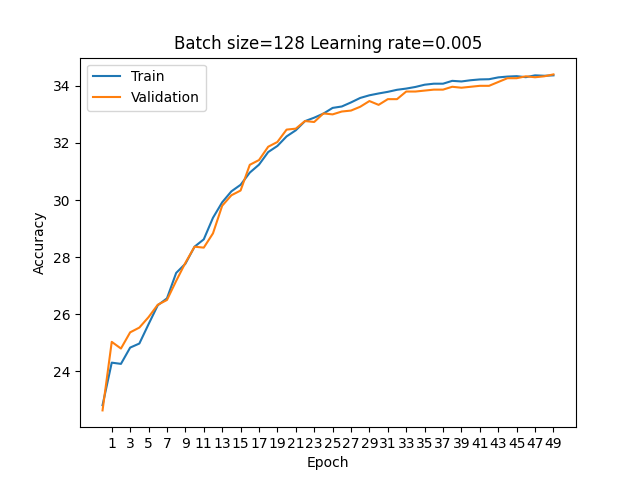 Batch size=128 Learning rate=0.005
Train
Validation
Accuracy
34
32
30
28
26
24
1 3 5 7 9 11 13 15 17 19 21 23 25 27 29 31 33 35 37 39 41 43 45 47 49
Epoch